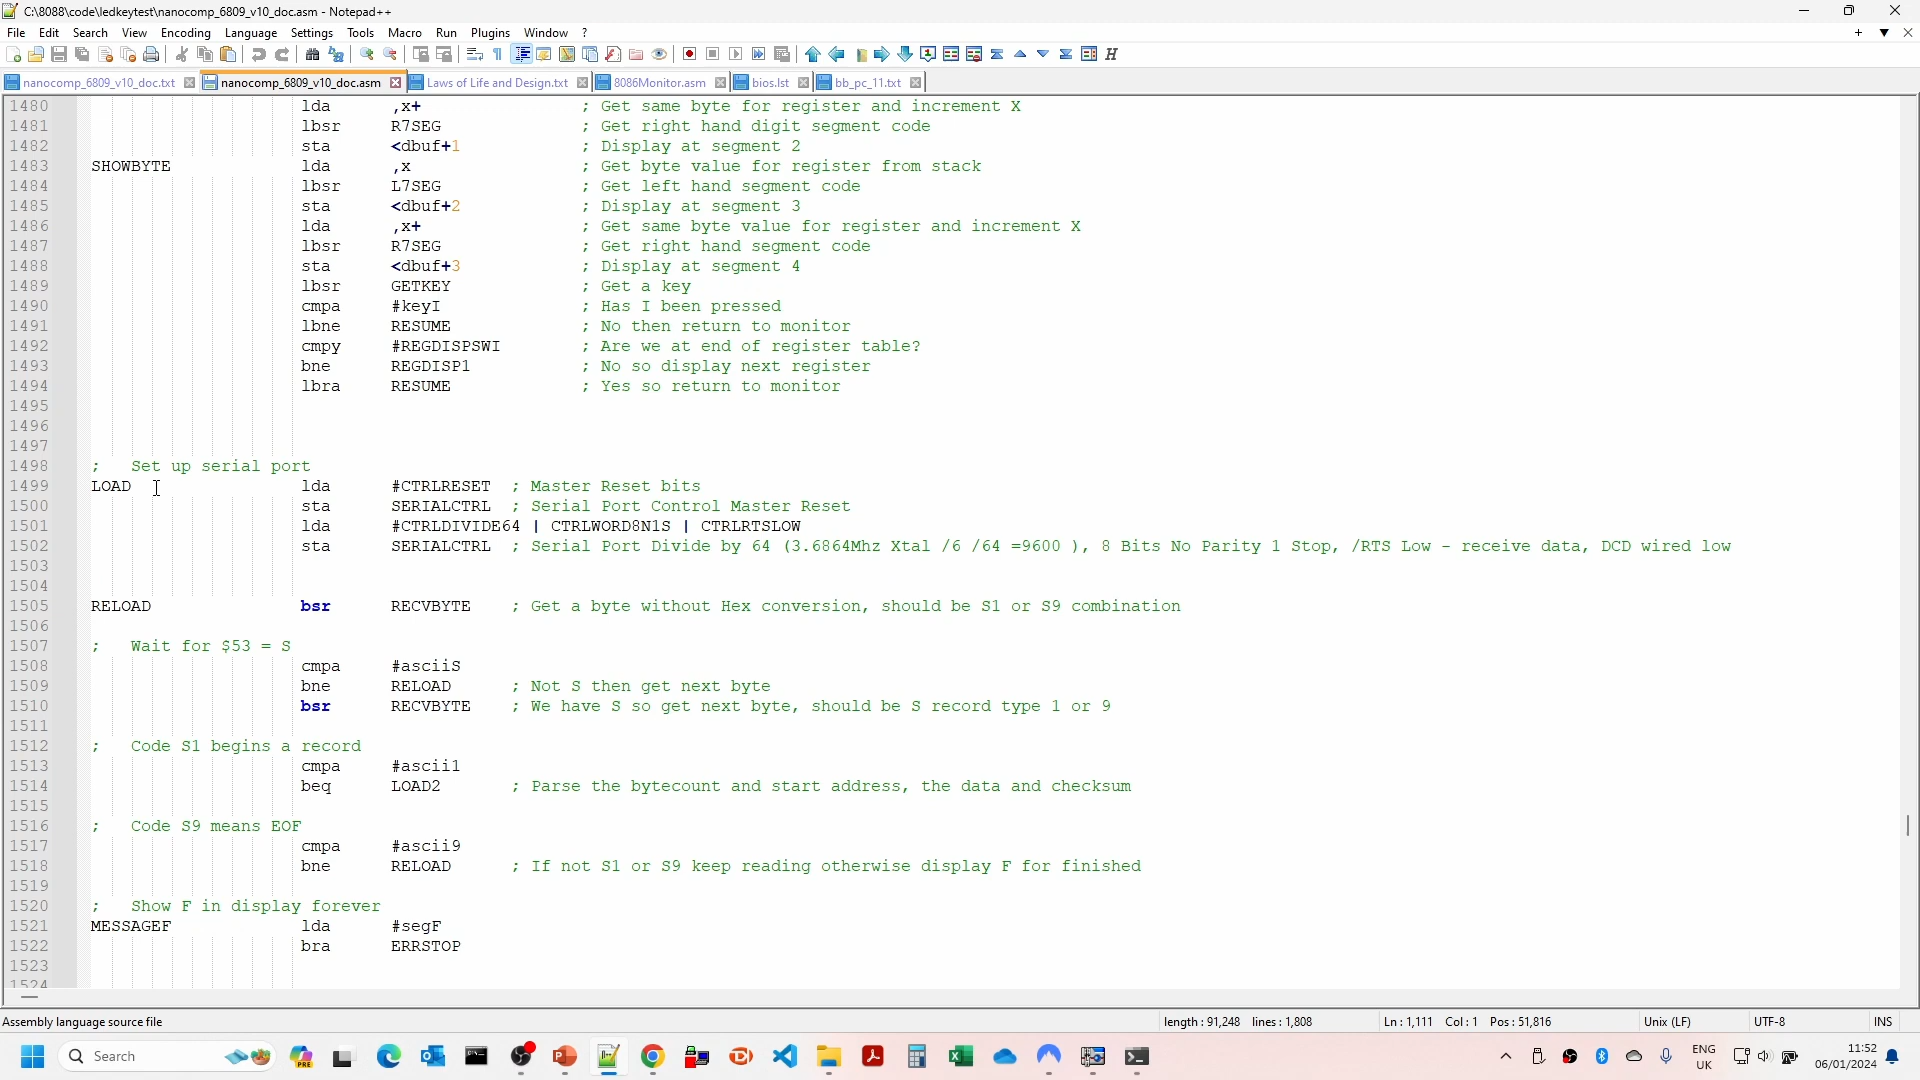 C:\8088\code\ledkeytest\nanocomp_6809_v10_doc.asm - Notepad++
File Edit Search View Encoding Language Settings Tools Macro Run Plugins Window ?
nanocomp_6809_v10_doc.txt nanocomp_6809_v10_doc.asm Laws of Life and Design.txt 8086Monitor.asm bios.lst bb_pc_11.txt
1480 lda ,x+ ; Get same byte for register and increment X
1481 lbsr R7SEG ; Get right hand digit segment code
1482 sta <dbuf+1 ; Display at segment 2
1483 SHOWBYTE lda ,x ; Get byte value for register from stack
1484 lbsr L7SEG ; Get left hand segment code
1485 sta <dbuf+2 ; Display at segment 3
1486 lda ,x+ ; Get same byte value for register and increment X
1487 lbsr R7SEG ; Get right hand segment code
1488 sta <dbuf+3 ; Display at segment 4
1489 lbsr GETKEY ; Get a key
1490 cmpa #keyI ; Has I been pressed
1491 lbne RESUME ; No then return to monitor
1492 cmpy #REGDISPSWI ; Are we at end of register table?
1493 bne REGDISP1 ; No so display next register
1494 lbra RESUME ; Yes so return to monitor
1495
1496
1497
1498 ; Set up serial port
1499 LOAD lda #CTRLRESET ; Master Reset bits
1500 sta SERIALCTRL ; Serial Port Control Master Reset
1501 lda #CTRLDIVIDE64 | CTRLWORD8N1S | CTRLRTSLOW
1502 sta SERIALCTRL ; Serial Port Divide by 64 (3.6864Mhz Xtal /6 /64 =9600 ), 8 Bits No Parity 1 Stop, /RTS Low - receive data, DCD wired low
1503
1504
1505 RELOAD bsr RECVBYTE ; Get a byte without Hex conversion, should be S1 or S9 combination
1506
1507 ; Wait for $53 = S
1508 cmpa #asciiS
1509 bne RELOAD ; Not S then get next byte
1510 bsr RECVBYTE ; We have S so get next byte, should be S record type 1 or 9
1511
1512 ; Code S1 begins a record
1513 cmpa #ascii1
1514 beq LOAD2 ; Parse the bytecount and start address, the data and checksum
1515
1516 ; Code S9 means EOF
1517 cmpa #ascii9
1518 bne RELOAD ; If not S1 or S9 keep reading otherwise display F for finished
1519
1520 ; Show F in display forever
1521 MESSAGEF lda #segF
1522 bra ERRSTOP
1523
1524
Assembly language source file length : 91,248 lines : 1,808 Ln : 1,111 Col : 1 Pos : 51,816 Unix (LF) UTF-8 INS
Search ENG UK 11:52 06/01/2024